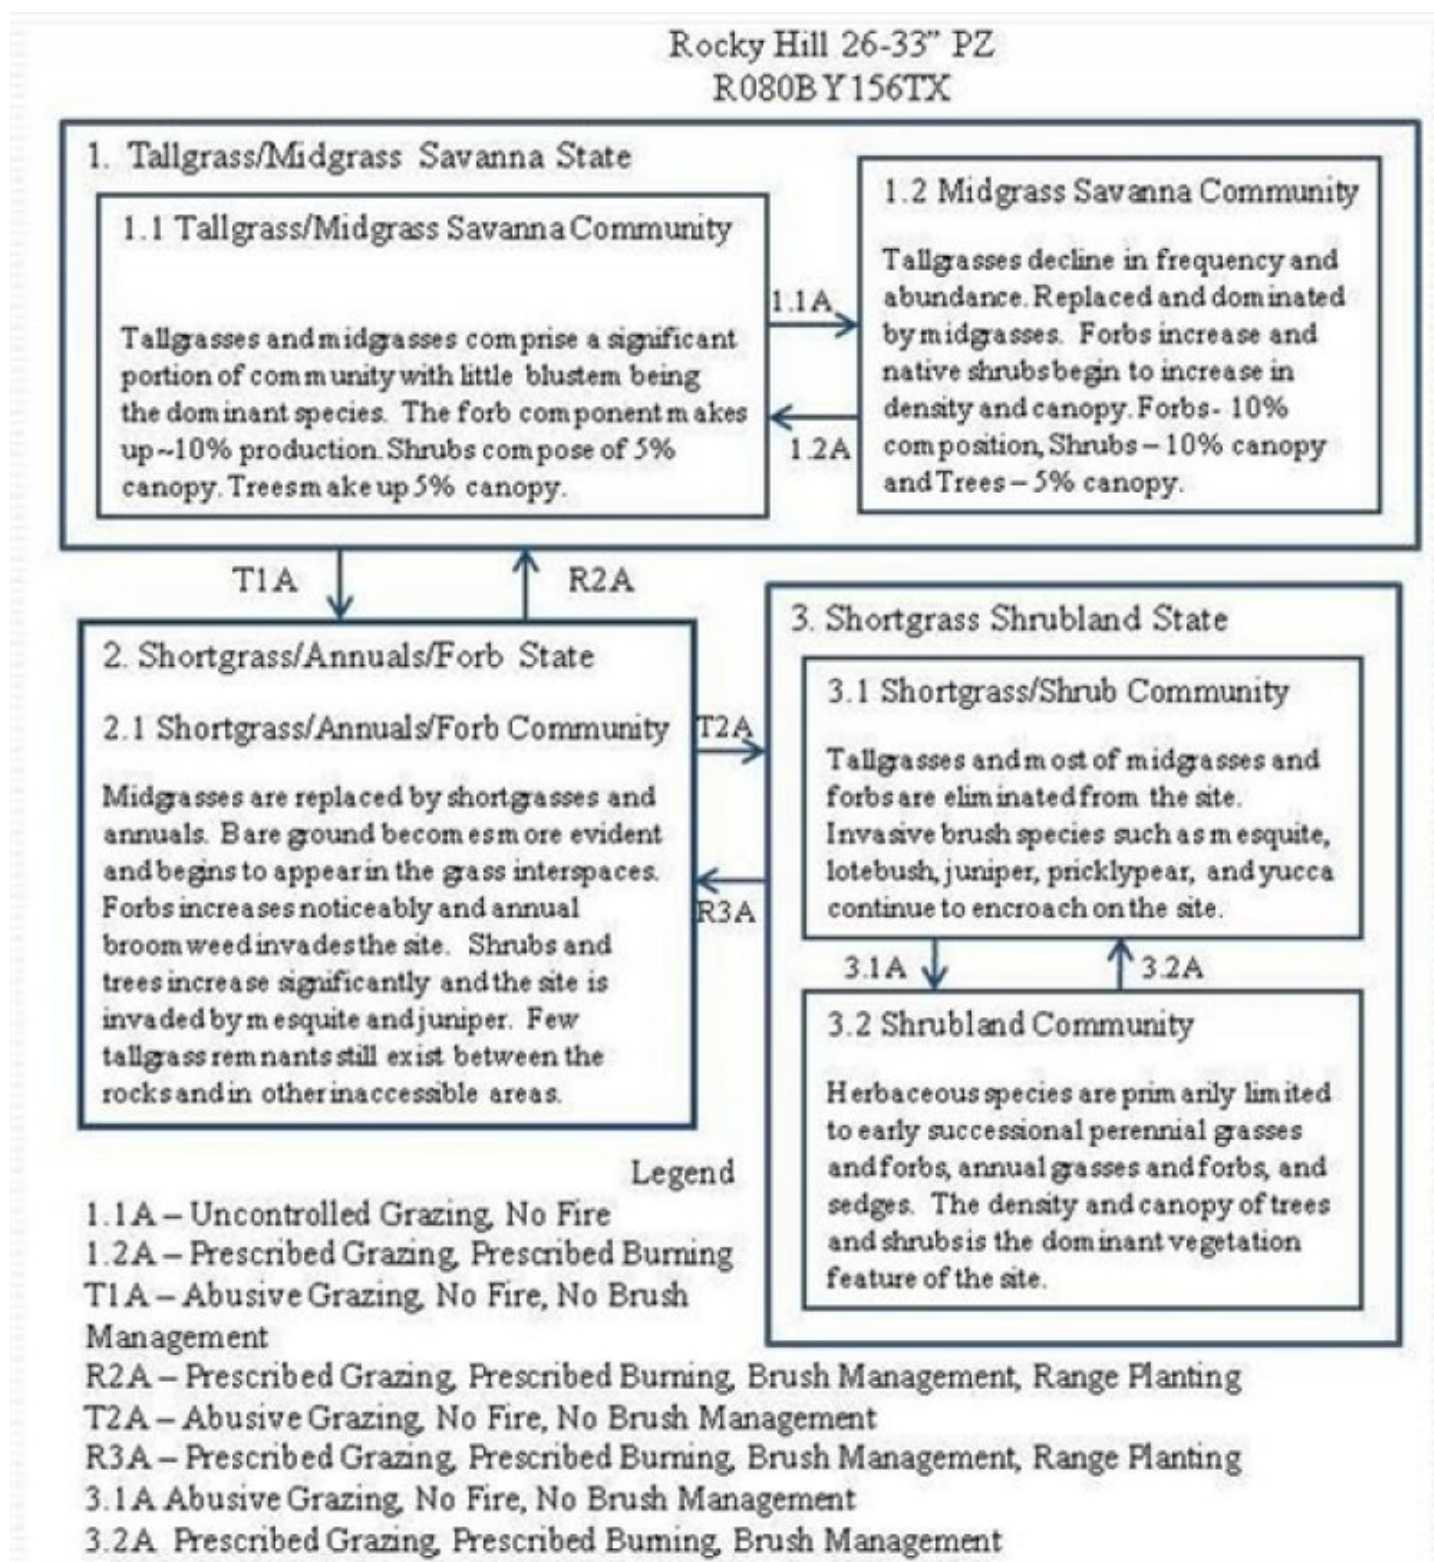 Rocky Hill 26-33” PZ
R080BY156TX
1. Tallgrass/Midgrass Savanna State
1.1 Tallgrass/Midgrass Savanna Community
Tallgrasses and midgrasses comprise a significant
portion of community with little blustem being
the dominant species. The forb component makes
up ~10% production. Shrubs compose of 5%
canopy. Trees make up 5% canopy.
1.1A
1.2A
1.2 Midgrass Savanna Community
Tallgrasses decline in frequency and
abundance. Replaced and dominated
by midgrasses. Forbs increase and
native shrubs begin to increase in
density and canopy. Forbs- 10%
composition, Shrubs – 10% canopy
and Trees – 5% canopy.
T1A
R2A
2. Shortgrass/Annuals/Forb State
2.1 Shortgrass/Annuals/Forb Community
Midgrasses are replaced by shortgrasses and
annuals. Bare ground becomes more evident
and begins to appear in the grass interspaces.
Forbs increases noticeably and annual
broomweed invades the site. Shrubs and
trees increase significantly and the site is
invaded by mesquite and juniper. Few
tallgrass remnants still exist between the
rocks and in other inaccessible areas.
T2A
R3A
3. Shortgrass Shrubland State
3.1 Shortgrass/Shrub Community
Tallgrasses and most of midgrasses and
forbs are eliminated from the site.
Invasive brush species such as mesquite,
lotebush, juniper, pricklypear, and yucca
continue to encroach on the site.
3.1A
3.2A
3.2 Shrubland Community
Herbaceous species are primarily limited
to early successional perennial grasses
and forbs, annual grasses and forbs, and
sedges. The density and canopy of trees
and shrubs is the dominant vegetation
feature of the site.
Legend
1.1A – Uncontrolled Grazing, No Fire
1.2A – Prescribed Grazing, Prescribed Burning
T1A – Abusive Grazing, No Fire, No Brush
Management
R2A – Prescribed Grazing, Prescribed Burning, Brush Management, Range Planting
T2A – Abusive Grazing, No Fire, No Brush Management
R3A – Prescribed Grazing, Prescribed Burning, Brush Management, Range Planting
3.1A Abusive Grazing, No Fire, No Brush Management
3.2A Prescribed Grazing, Prescribed Burning, Brush Management